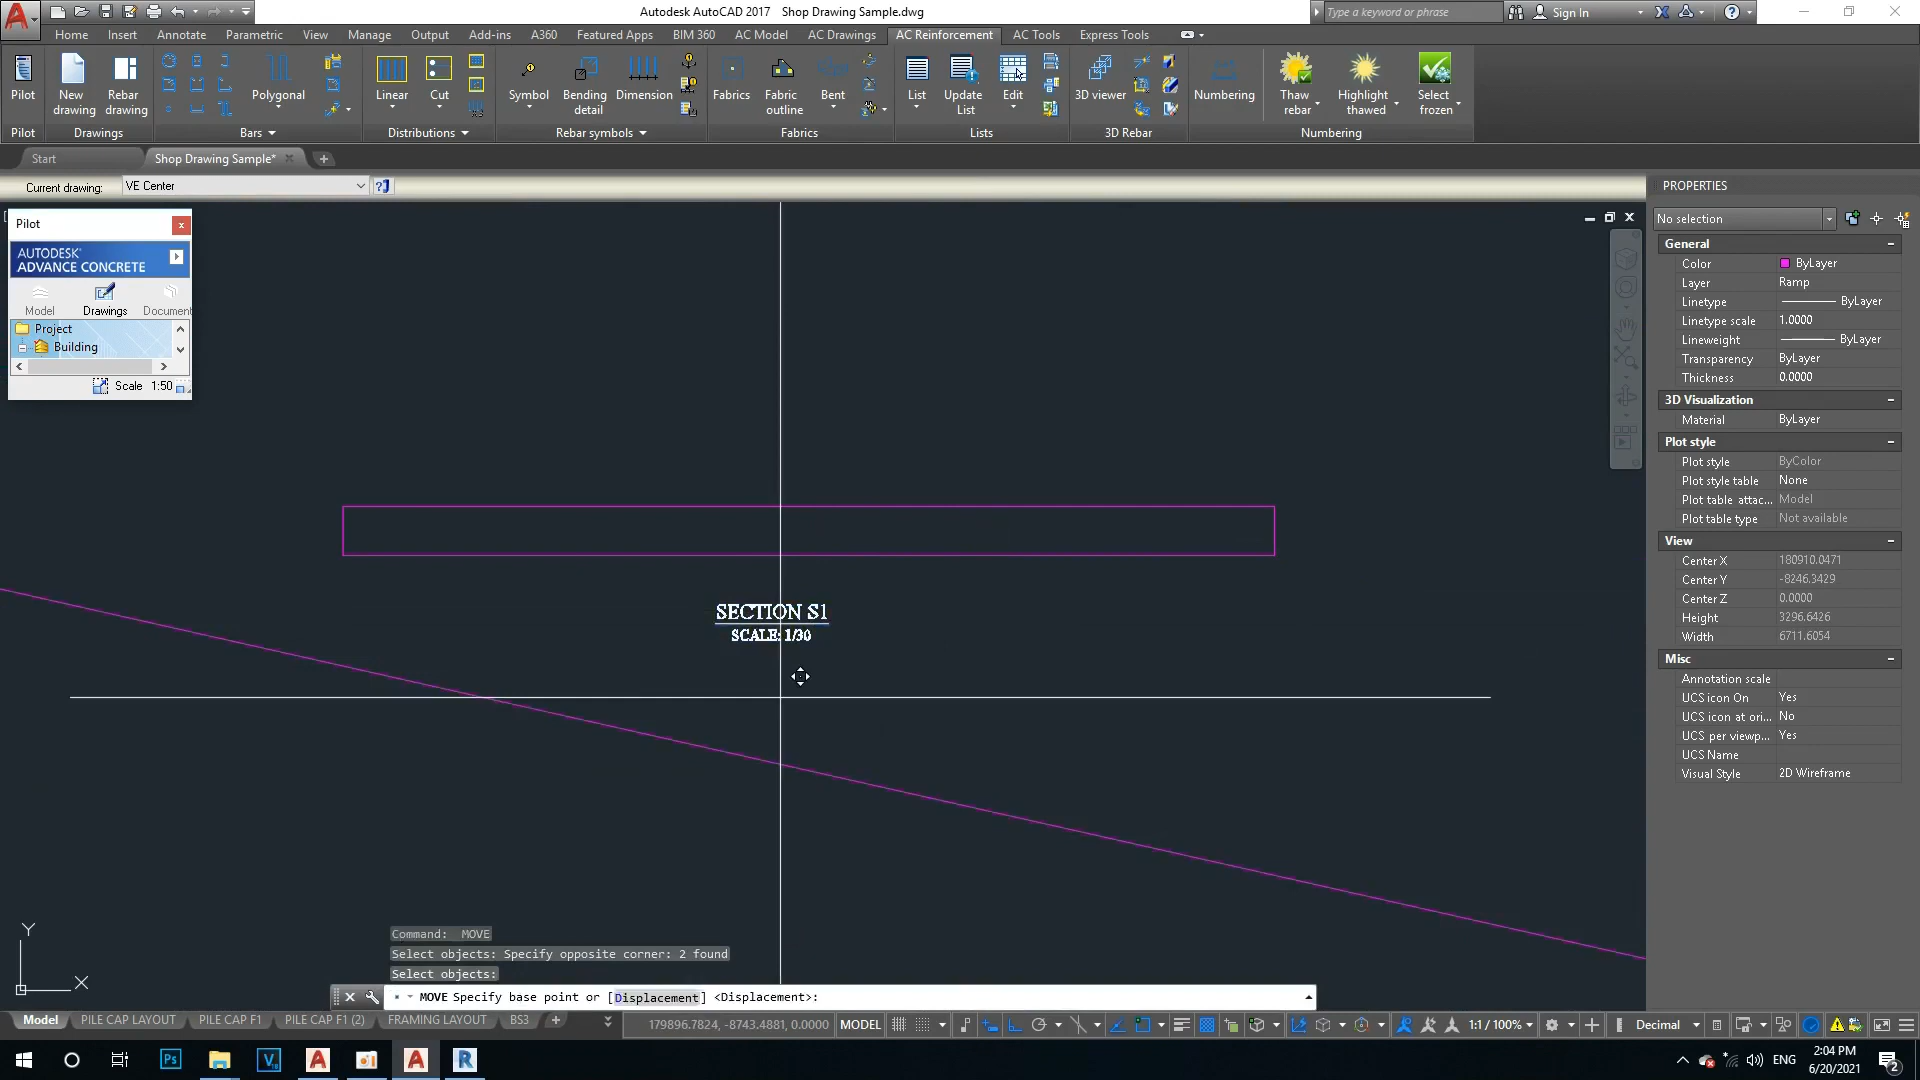 Autodesk AutoCAD 2017 Shop Drawing Sample.dwg
Type a keyword or phrase
Sign In
Home Insert Annotate Parametric View Manage Output Add-ins A360 Featured Apps BIM 360 AC Model AC Drawings AC Reinforcement AC Tools Express Tools
Pilot
New drawing
Rebar drawing
Polygonal
Linear
Cut
Symbol
Bending detail
Dimension
Fabrics
Fabric outline
Bent
List
Update List
Edit
3D viewer
Numbering
Thaw rebar
Highlight thawed
Select frozen
Pilot Drawings Bars Distributions Rebar symbols Fabrics Lists 3D Rebar Numbering
Start Shop Drawing Sample*
Current drawing: VE Center
Pilot
AUTODESK®
ADVANCE CONCRETE
Model Drawings Document
Project
Building
Scale 1:50
SECTION S1
SCALE: 1/30
Y
X
Command: MOVE
Select objects: Specify opposite corner: 2 found
Select objects:
MOVE Specify base point or [Displacement] <Displacement>:
PROPERTIES
No selection
General
Color ByLayer
Layer Ramp
Linetype ByLayer
Linetype scale 1.0000
Lineweight ByLayer
Transparency ByLayer
Thickness 0.0000
3D Visualization
Material ByLayer
Plot style
Plot style ByColor
Plot style table None
Plot table attac... Model
Plot table type Not available
View
Center X 180910.0471
Center Y -8246.3429
Center Z 0.0000
Height 3296.6426
Width 6711.6054
Misc
Annotation scale
UCS icon On Yes
UCS icon at ori... No
UCS per viewp... Yes
UCS Name
Visual Style 2D Wireframe
Model PILE CAP LAYOUT PILE CAP F1 PILE CAP F1 (2) FRAMING LAYOUT BS3
179896.7824, -8743.4881, 0.0000 MODEL
1:1 / 100%
Decimal
Ps
ENG
2:04 PM
6/20/2021
2